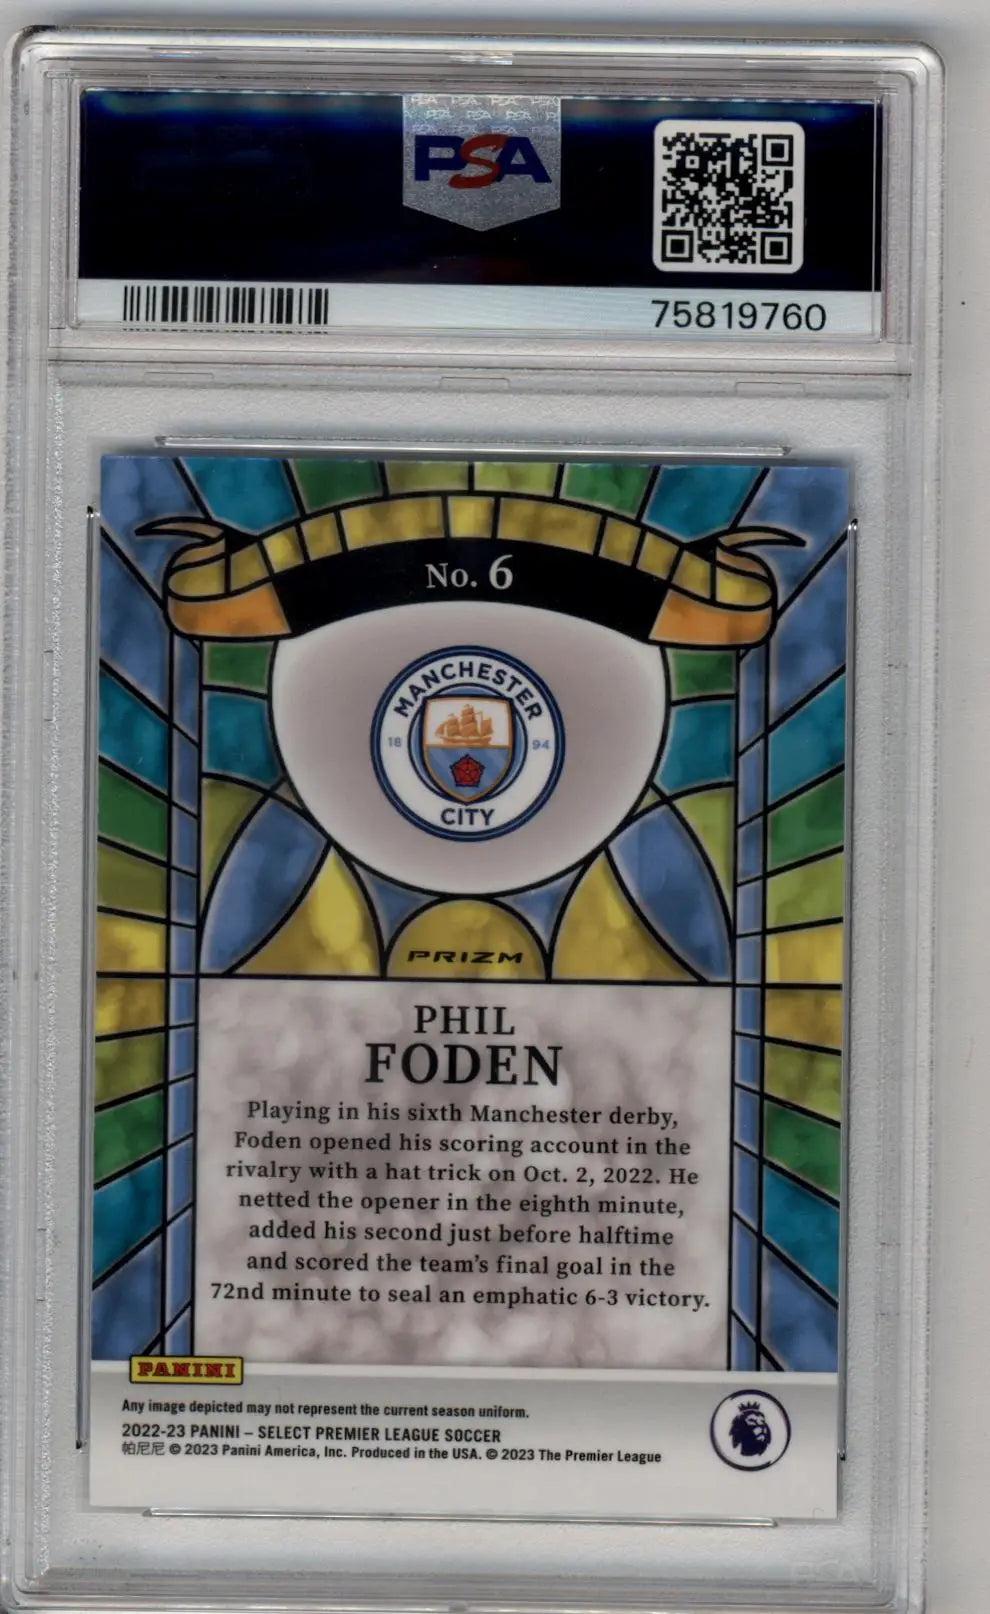 PSA
75819760
No. 6
MANCHESTER
18 94
CITY
PRIZM
PHIL
FODEN
Playing in his sixth Manchester derby,
Foden opened his scoring account in the
rivalry with a hat trick on Oct. 2, 2022. He
netted the opener in the eighth minute,
added his second just before halftime
and scored the team's final goal in the
72nd minute to seal an emphatic 6-3 victory.
PANINI
Any image depicted may not represent the current season uniform.
2022-23 PANINI – SELECT PREMIER LEAGUE SOCCER
帕尼尼 © 2023 Panini America, Inc. Produced in the USA. © 2023 The Premier League
PSA